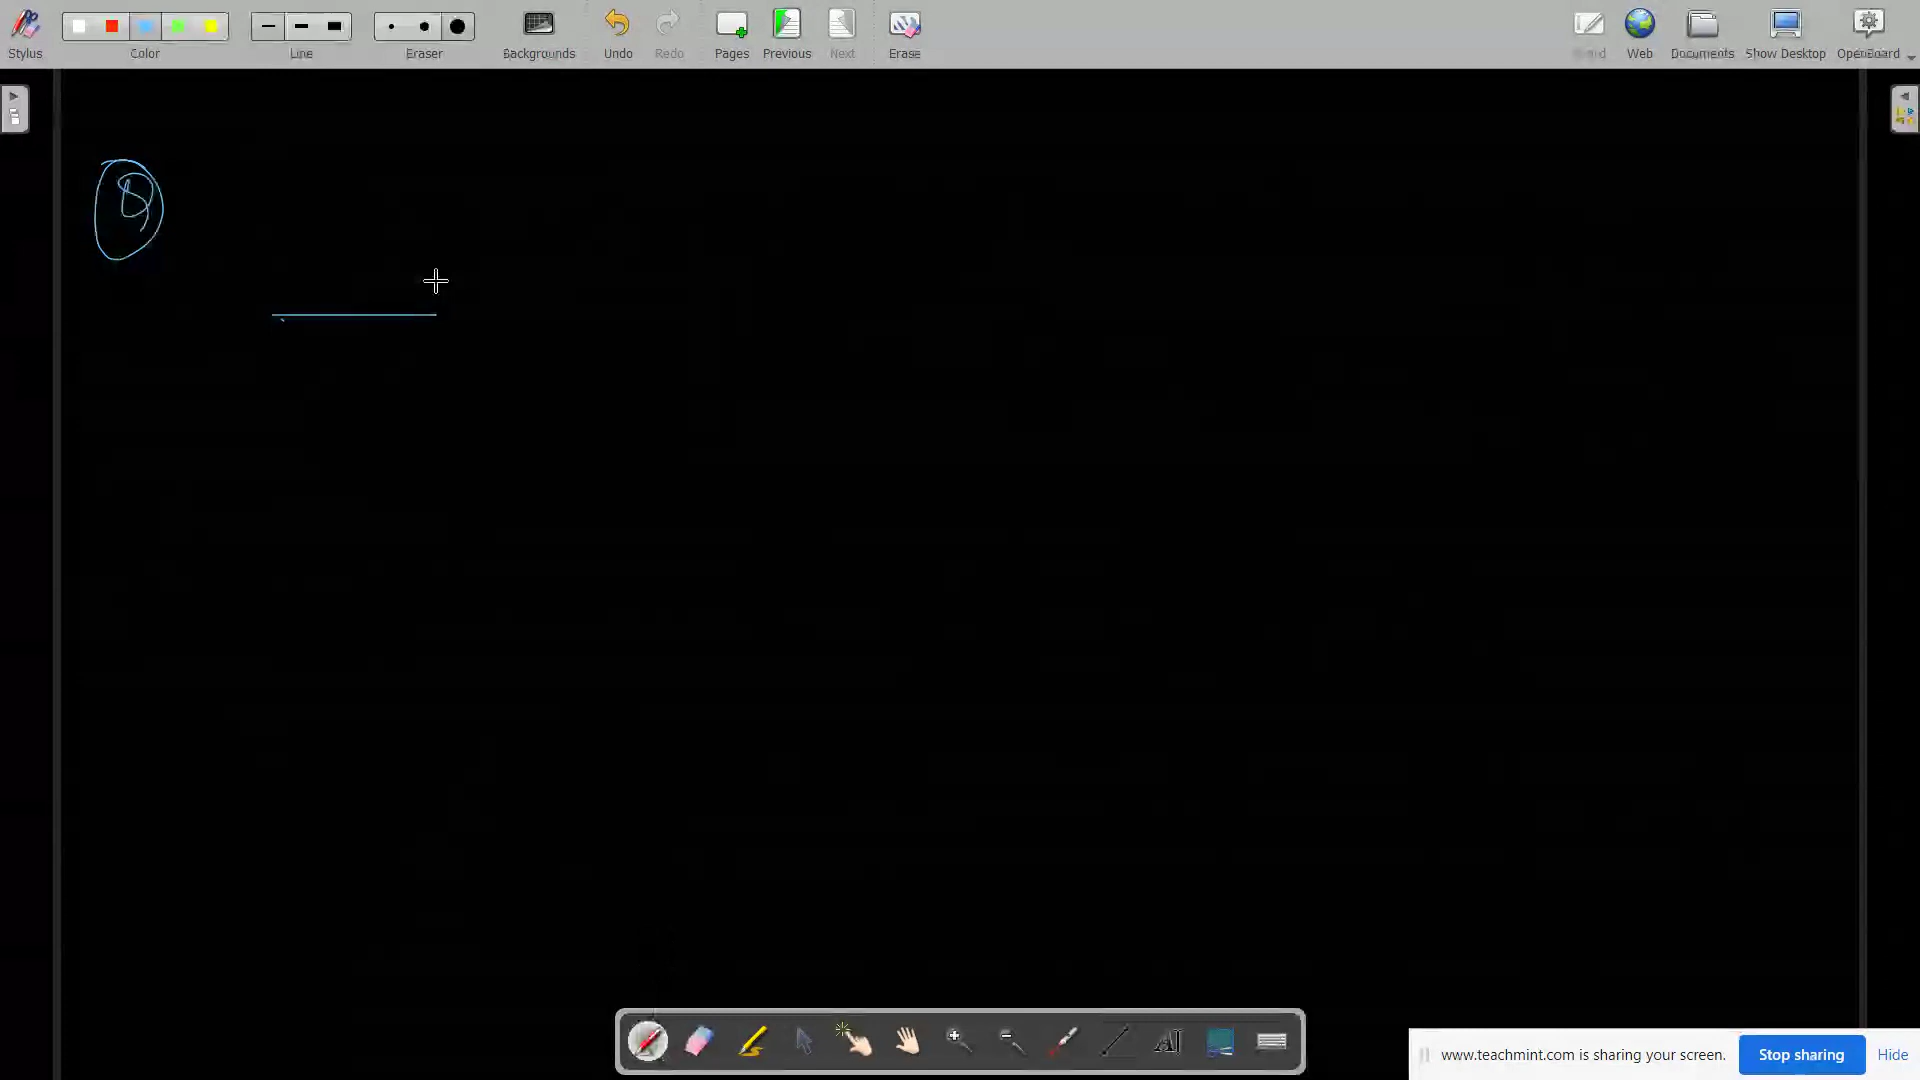 Stylus Color Line Eraser Backgrounds Undo Redo Pages Previous Next Erase Web Documents Show Desktop OpenBoard
www.teachmint.com is sharing your screen. Stop sharing Hide